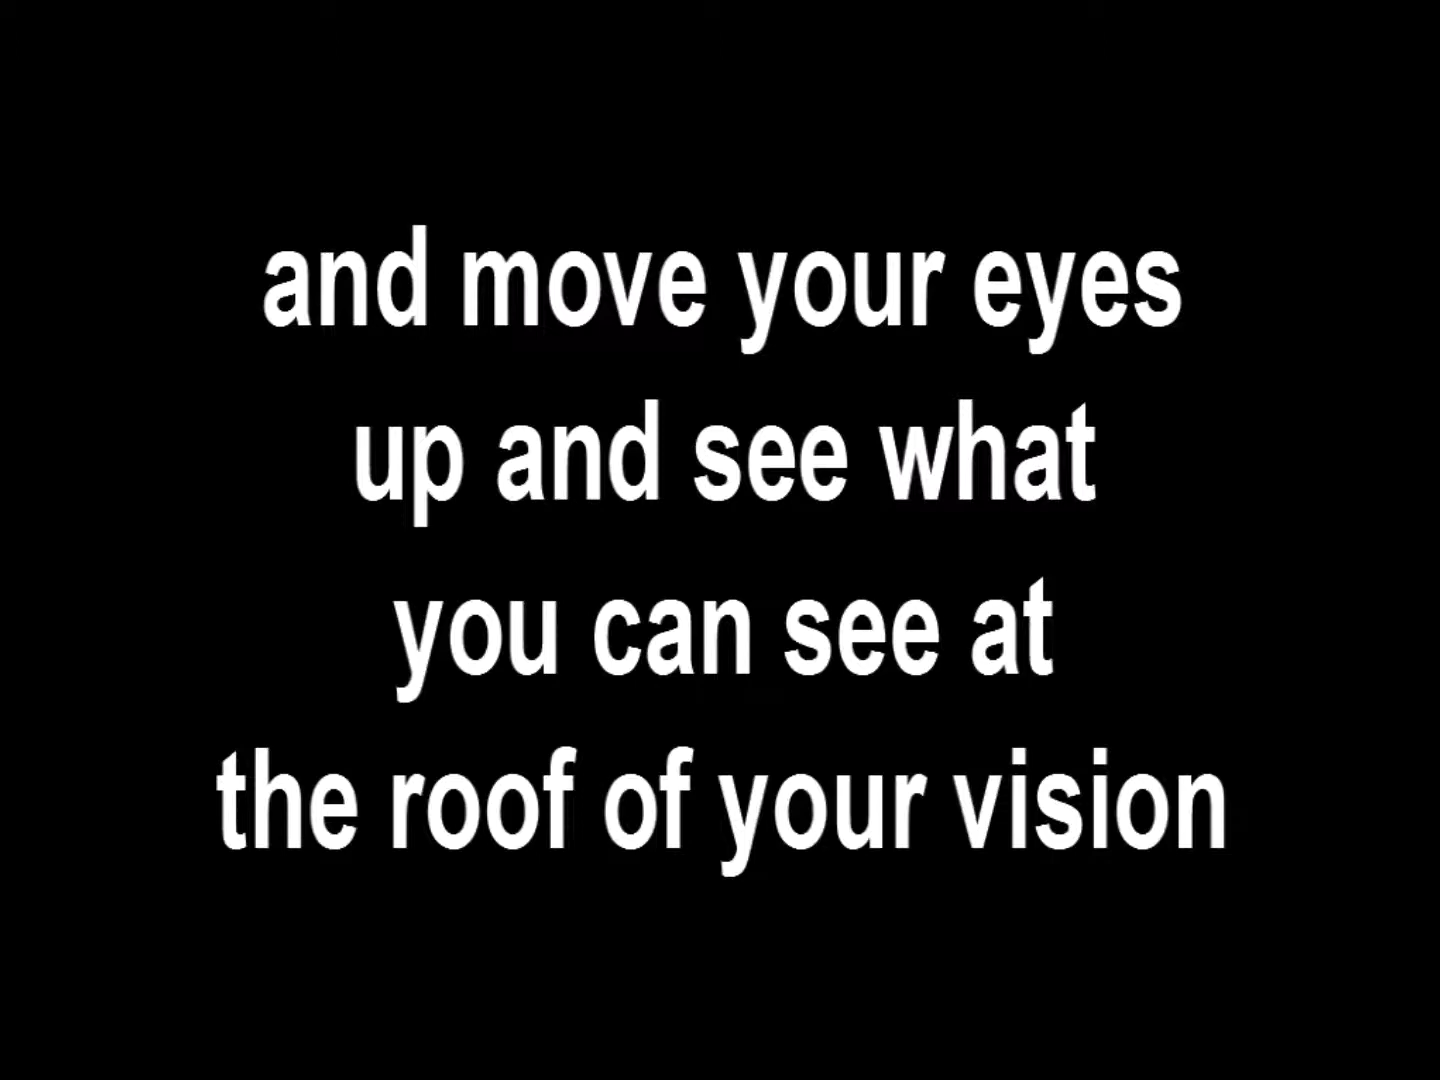 and move your eyes
up and see what
you can see at
the roof of your vision